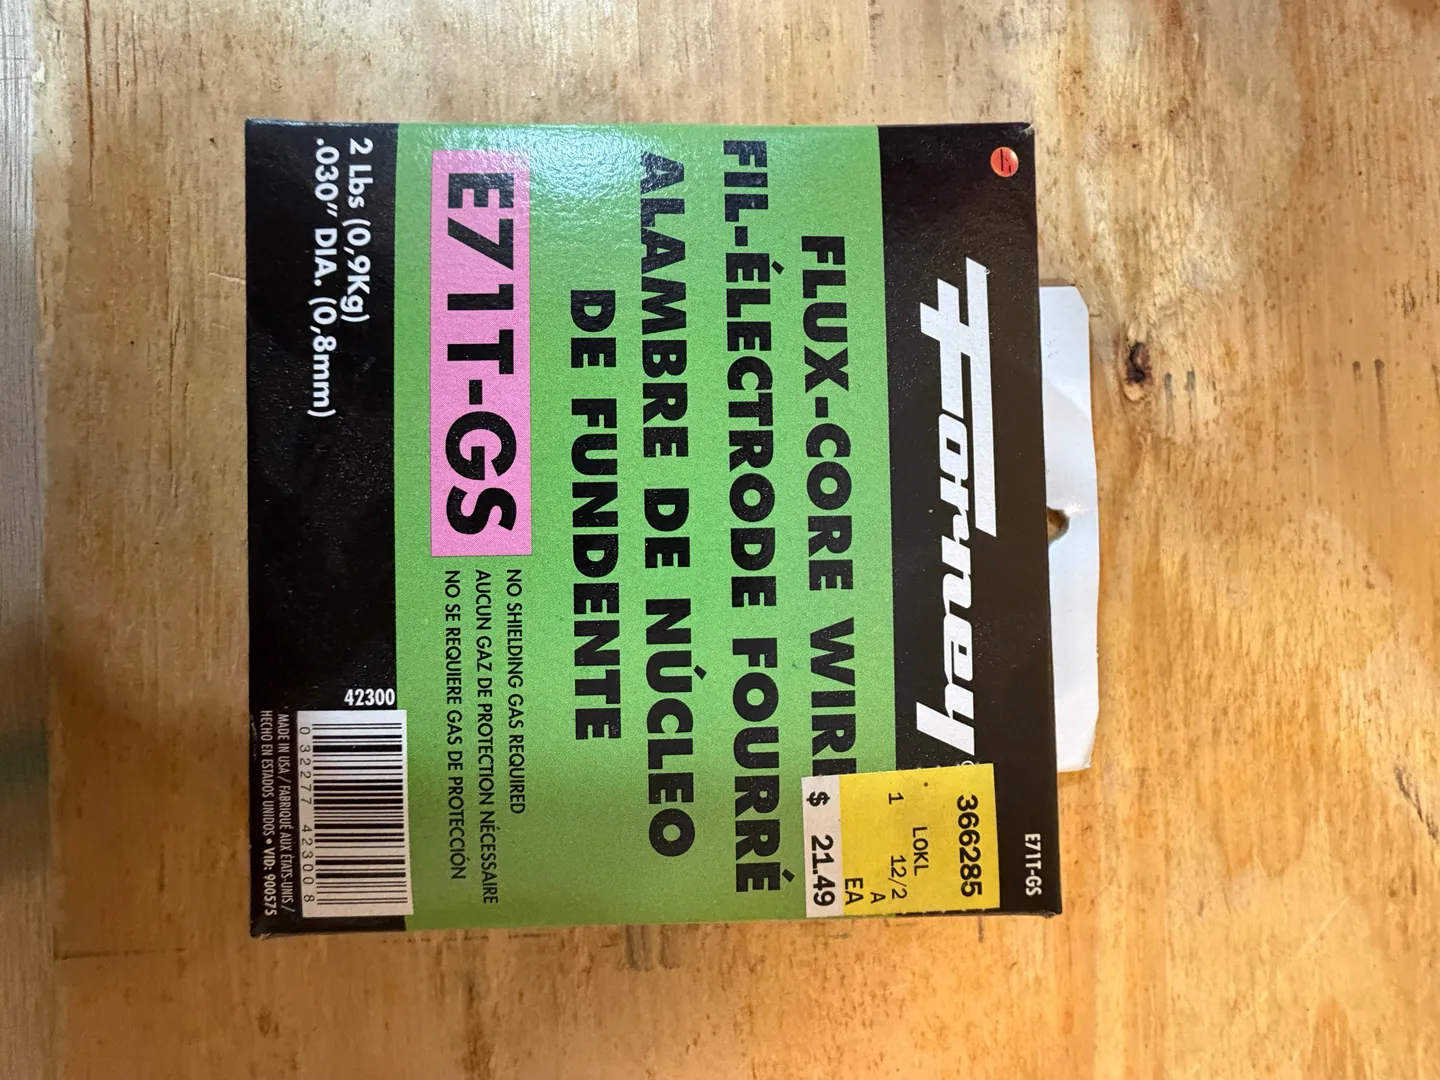 Forney
E71T-GS
366285
LOKL
1 12/2 A
EA
$ 21.49
FLUX-CORE WIRE
FIL-ÉLECTRODE FOURRÉ
ALAMBRE DE NÚCLEO
DE FUNDENTE
E71T-GS
NO SHIELDING GAS REQUIRED
AUCUN GAZ DE PROTECTION NÉCESSAIRE
NO SE REQUIERE GAS DE PROTECCIÓN
2 Lbs (0,9Kg)
.030” DIA. (0,8mm)
42300
0 32277 42300 8
MADE IN USA / FABRIQUÉ AUX ÉTATS-UNIS /
HECHO EN ESTADOS UNIDOS • VID: 900575